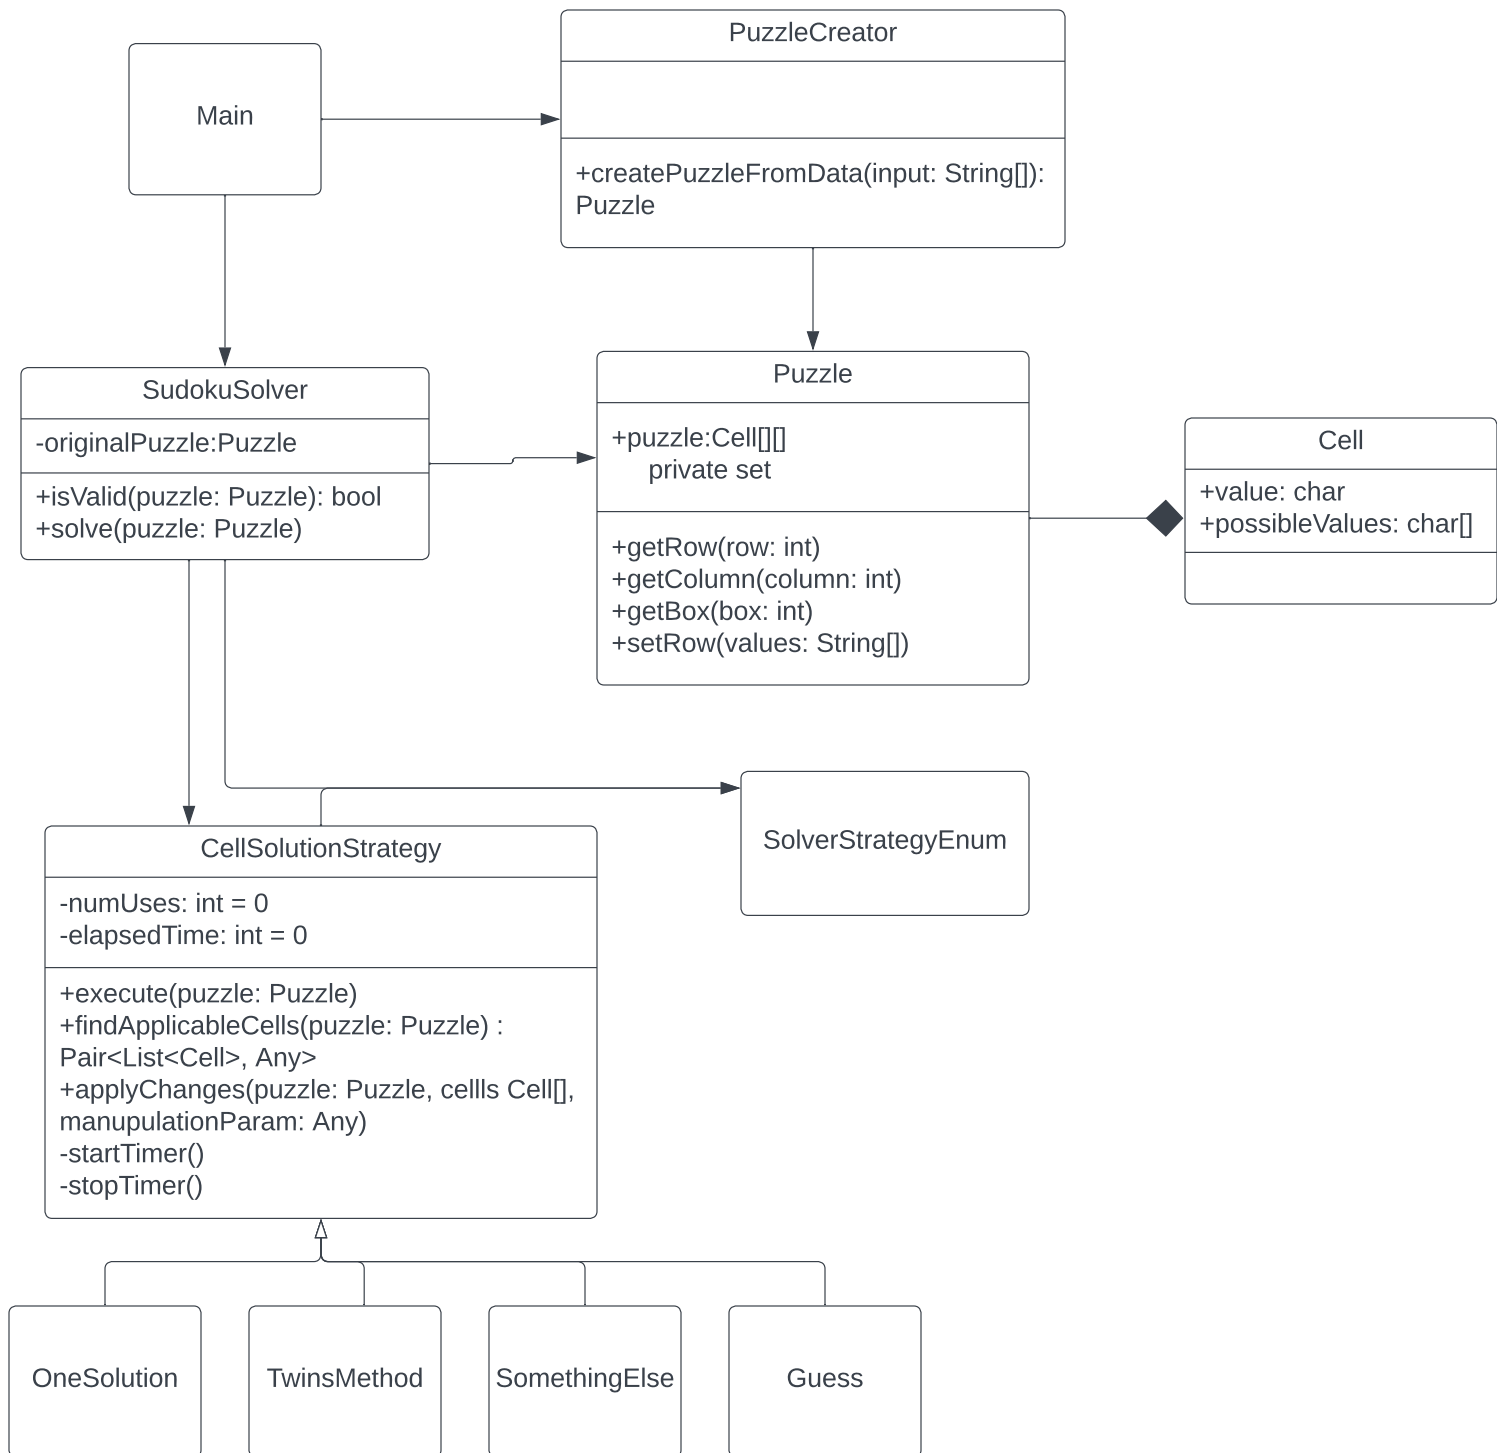 PuzzleCreator
Main
+createPuzzleFromData(input: String[]):
Puzzle
SudokuSolver
-originalPuzzle:Puzzle
+isValid(puzzle: Puzzle): bool
+solve(puzzle: Puzzle)
Puzzle
+puzzle:Cell[][]
private set
+getRow(row: int)
+getColumn(column: int)
+getBox(box: int)
+setRow(values: String[])
Cell
+value: char
+possibleValues: char[]
SolverStrategyEnum
CellSolutionStrategy
-numUses: int = 0
-elapsedTime: int = 0
+execute(puzzle: Puzzle)
+findApplicableCells(puzzle: Puzzle) :
Pair<List<Cell>, Any>
+applyChanges(puzzle: Puzzle, cellls Cell[],
manupulationParam: Any)
-startTimer()
-stopTimer()
OneSolution
TwinsMethod
SomethingElse
Guess